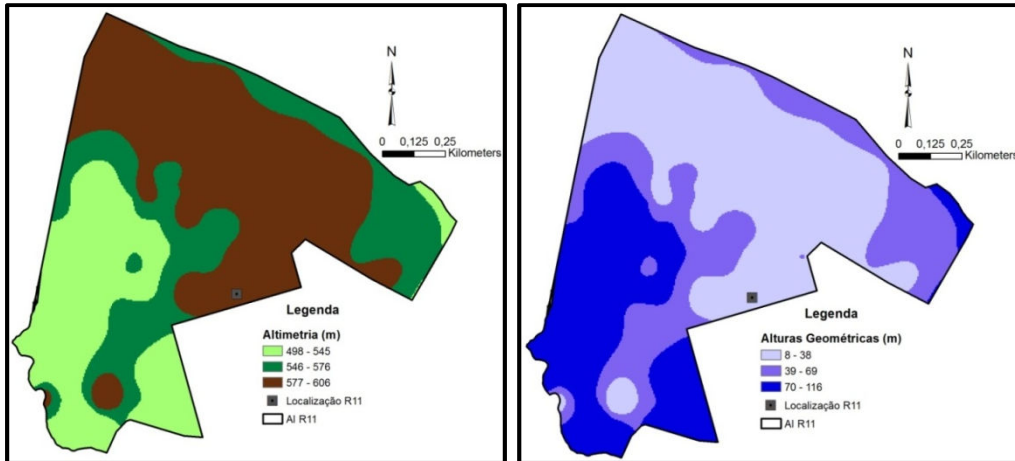 N
0 0,125 0,25
Kilometers
Legenda
Altimetria (m)
498 - 545
546 - 576
577 - 606
Localização R11
AI R11
N
0 0,125 0,25
Kilometers
Legenda
Alturas Geométricas (m)
8 - 38
39 - 69
70 - 116
Localização R11
AI R11